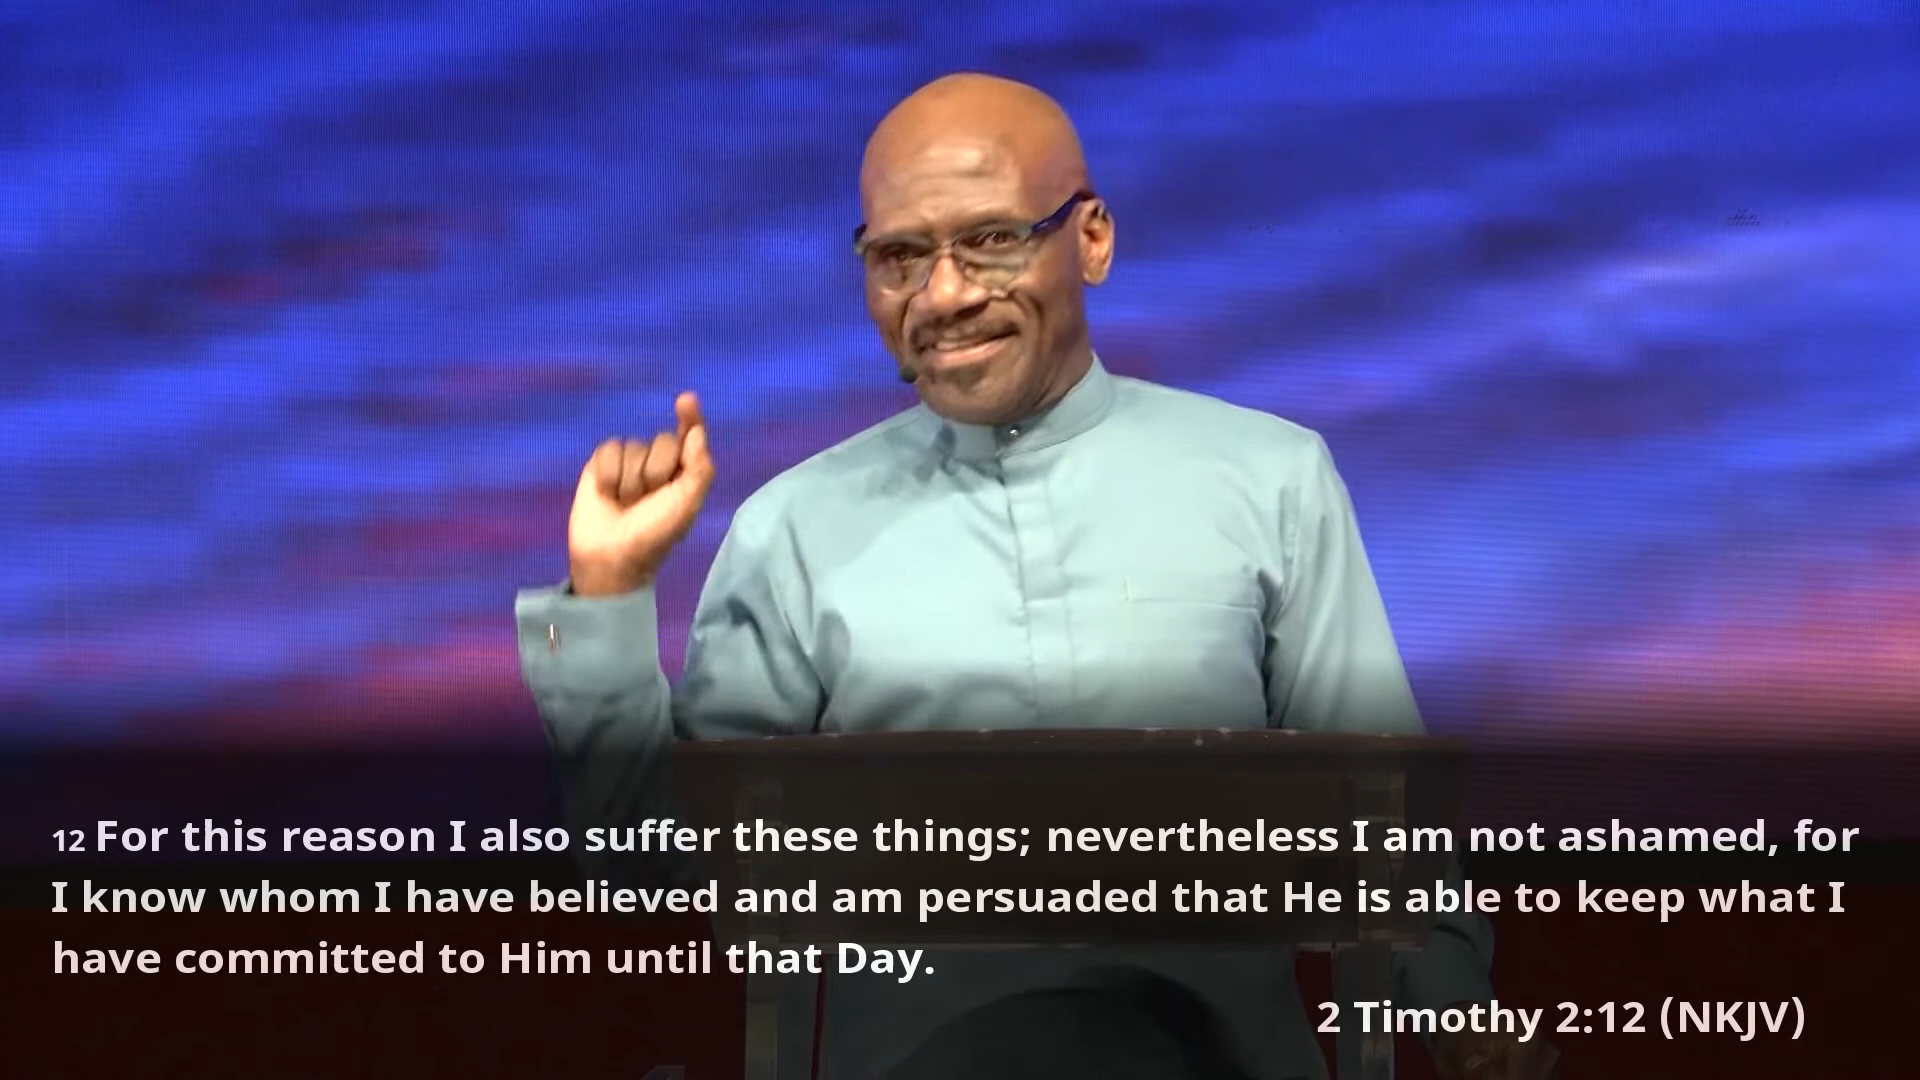 12 For this reason I also suffer these things; nevertheless I am not ashamed, for
I know whom I have believed and am persuaded that He is able to keep what I
have committed to Him until that Day.
2 Timothy 2:12 (NKJV)